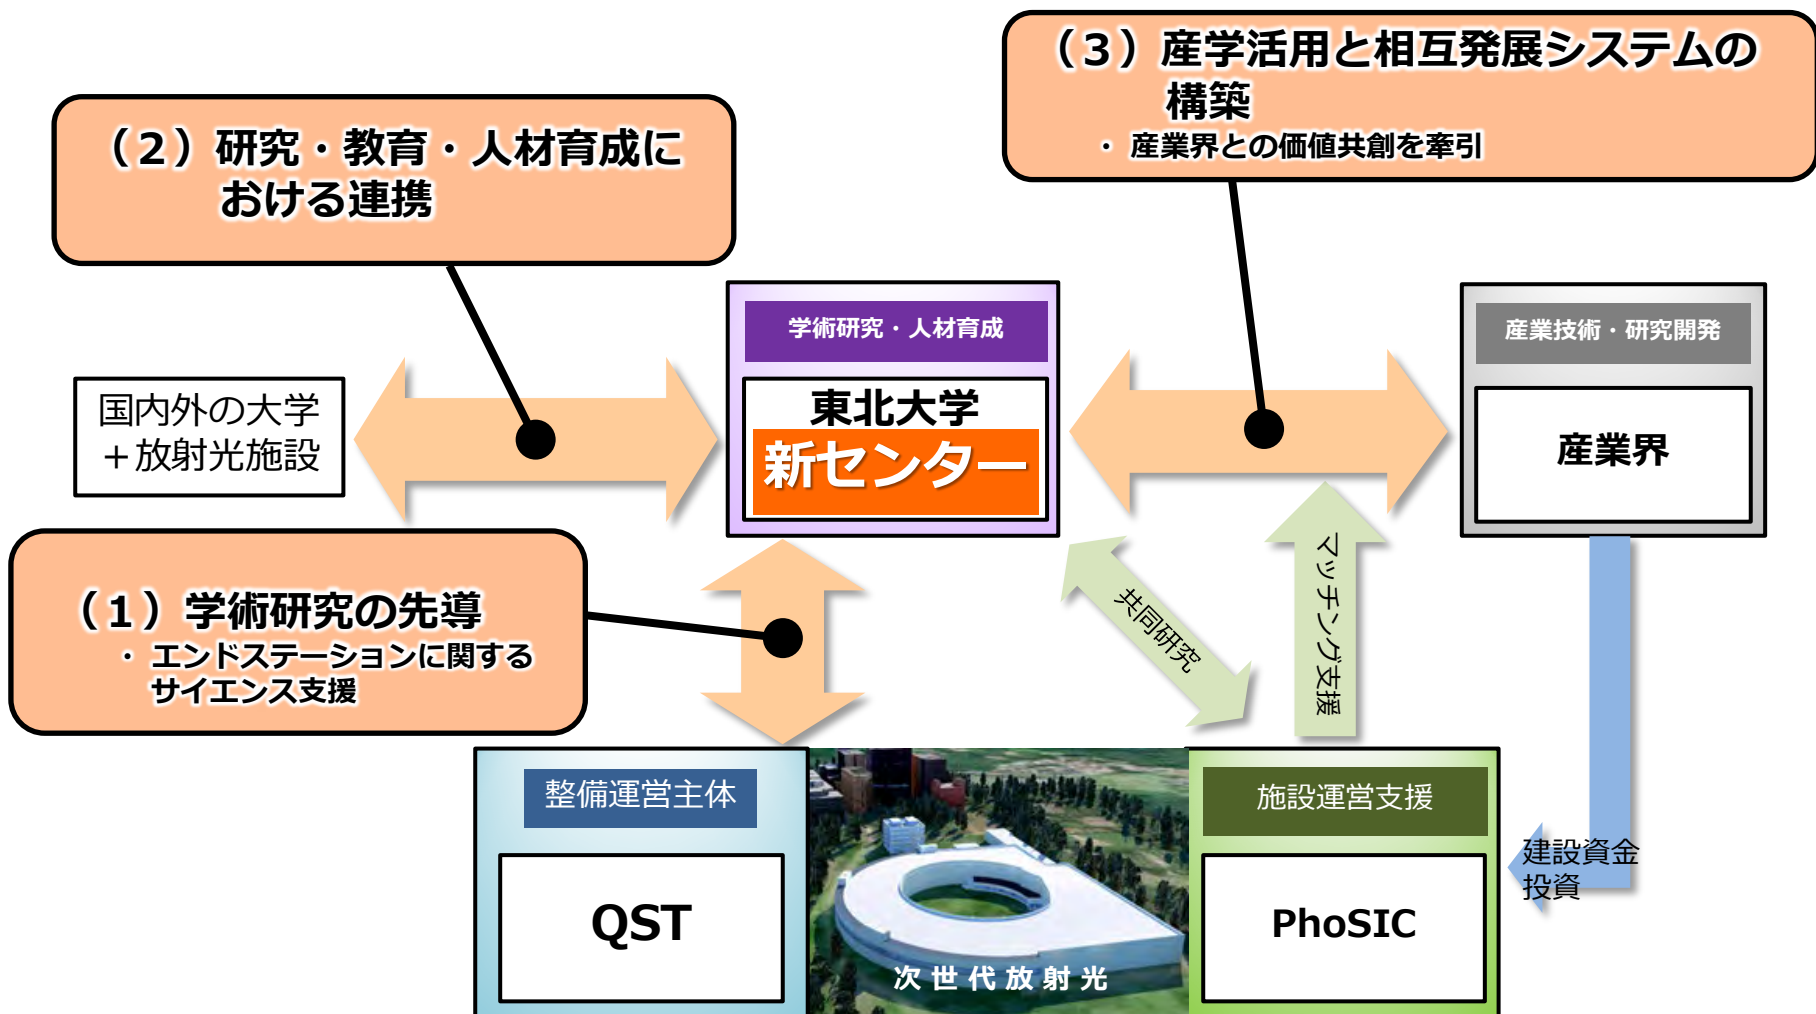 （３）産学活用と相互発展システムの
構築
・ 産業界との価値共創を牽引
（２）研究・教育・人材育成に
おける連携
学術研究・人材育成
東北大学
新センター
産業技術・研究開発
産業界
国内外の大学
＋放射光施設
（１）学術研究の先導
・ エンドステーションに関する
サイエンス支援
共同研究
マッチング支援
建設資金
投資
整備運営主体
QST
次世代放射光
施設運営支援
PhoSIC